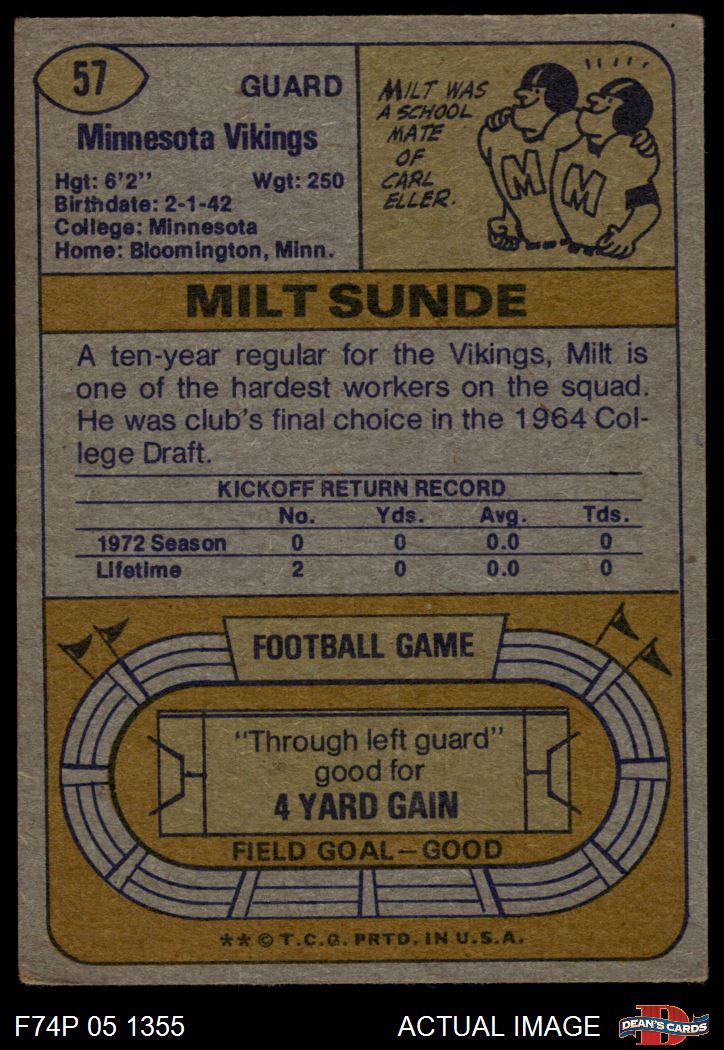 57
GUARD
Minnesota Vikings
Hgt: 6'2" Wgt: 250
Birthdate: 2-1-42
College: Minnesota
Home: Bloomington, Minn.
MILT WAS
A SCHOOL
MATE
OF
CARL
ELLER.
M M
MILT SUNDE
A ten-year regular for the Vikings, Milt is
one of the hardest workers on the squad.
He was club's final choice in the 1964 Col-
lege Draft.
KICKOFF RETURN RECORD
No. Yds. Avg. Tds.
1972 Season 0 0 0.0 0
Lifetime 2 0 0.0 0
FOOTBALL GAME
"Through left guard"
good for
4 YARD GAIN
FIELD GOAL—GOOD
** © T.C.G. PRTD. IN U.S.A.
F74P 05 1355 ACTUAL IMAGE
D
DEAN'S CARDS